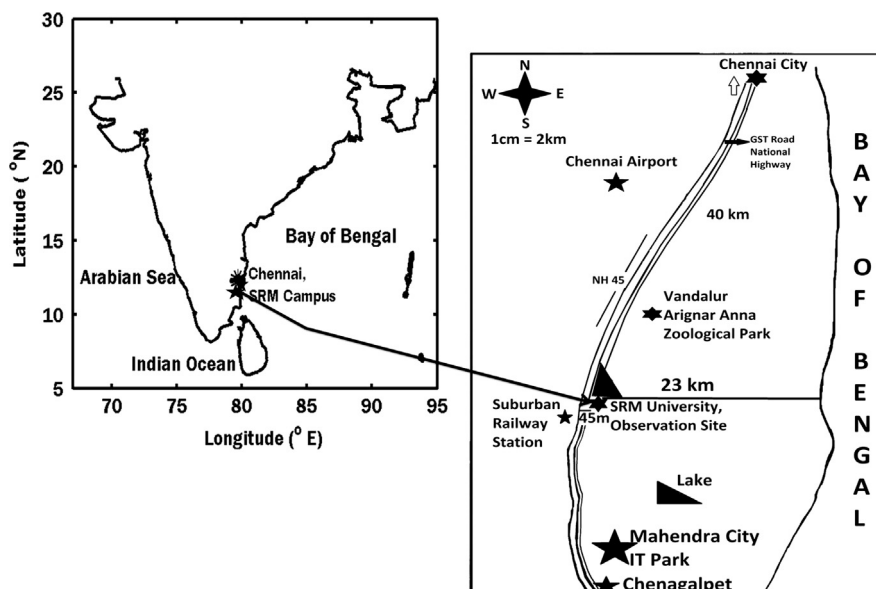 30
25
20
15
10
5
Latitude ( °N)
70
75
80
85
90
95
Longitude (° E)
Arabian Sea
Bay of Bengal
Chennai,
SRM Campus
Indian Ocean
N
W
E
S
1cm = 2km
Chennai City
GST Road
National
Highway
Chennai Airport
40 km
NH 45
Vandalur
Arignar Anna
Zoological Park
23 km
Suburban
Railway
Station
45m
SRM University,
Observation Site
Lake
Mahendra City
IT Park
Chenagalpet
BAY OF BENGAL